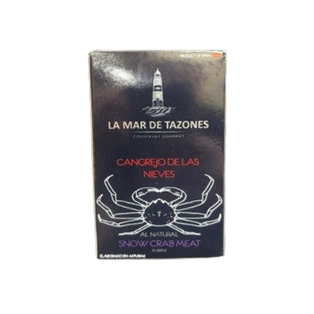 LA MAR DE TAZONES
CONSERVAS GOURMET
CANGREJO DE LAS
NIEVES
AL NATURAL
SNOW CRAB MEAT
ELABORADO EN ASTURIAS